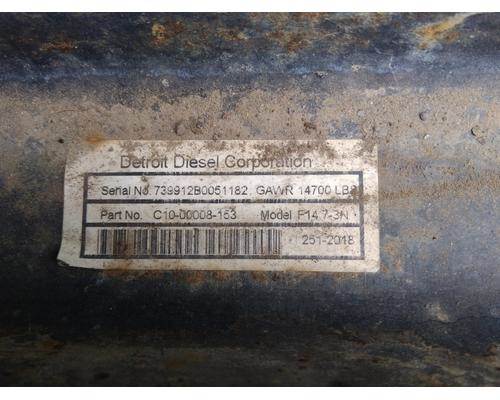 Detroit Diesel Corporation
Serial No. 739912B0051182 GAWR 14700 LBS
Part No. C10-00008-153 Model F14.7-3N
251-2018